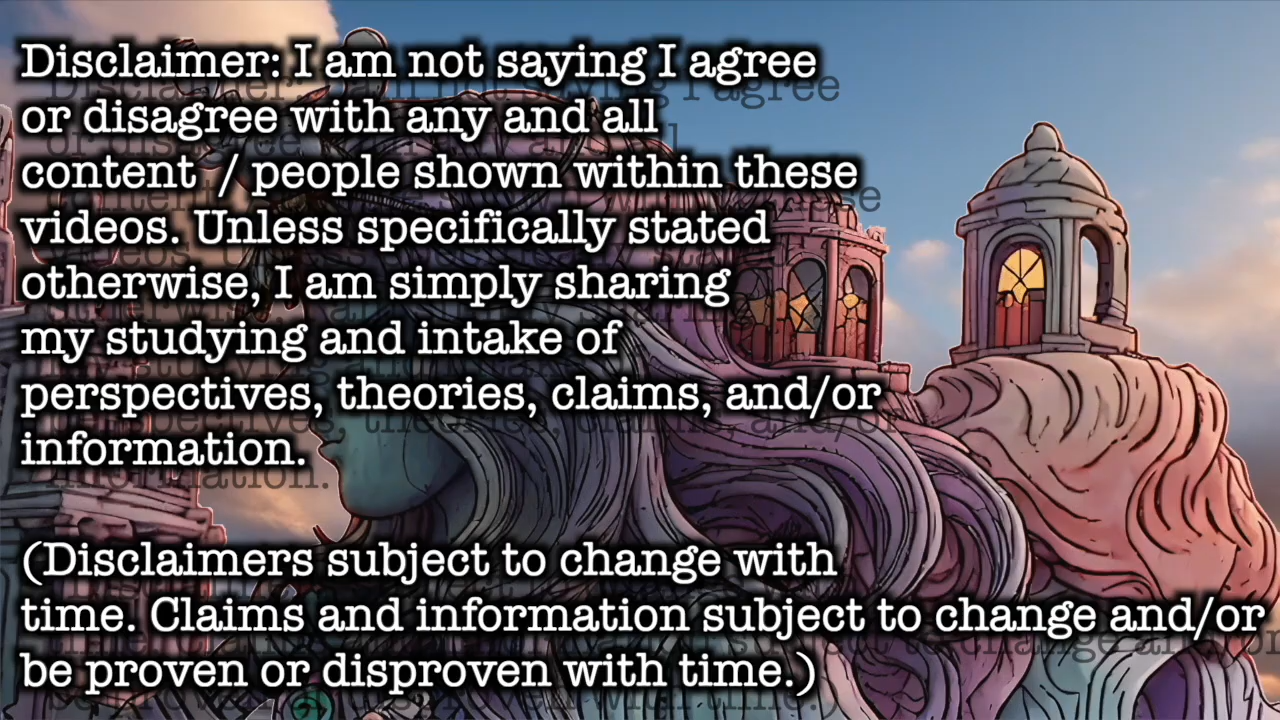 Disclaimer: I am not saying I agree
or disagree with any and all
content / people shown within these
videos. Unless specifically stated
otherwise, I am simply sharing
my studying and intake of
perspectives, theories, claims, and/or
information.
(Disclaimers subject to change with
time. Claims and information subject to change and/or
be proven or disproven with time.)